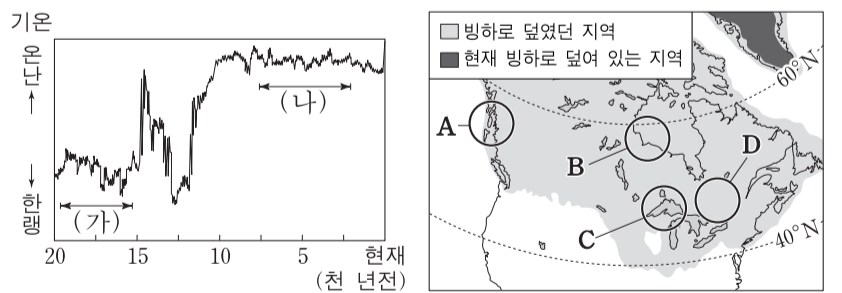 기온
온난
(나)
(가)
한랭
20 15 10 5 현재
(천 년전)
빙하로 덮였던 지역
현재 빙하로 덮여 있는 지역
60°N
A
B
D
C
40°N